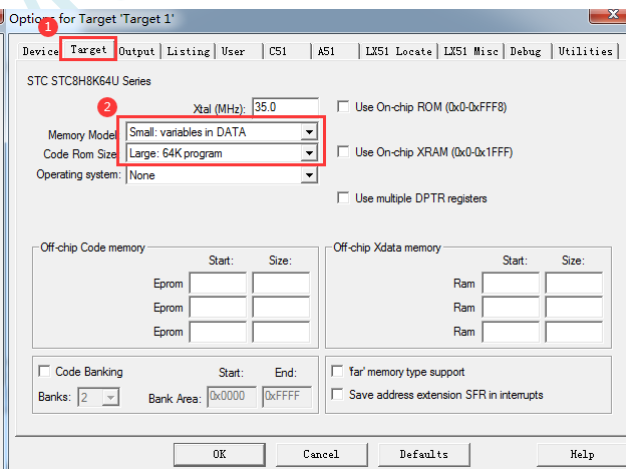 Options for Target 'Target 1'
1
Device Target Output Listing User C51 A51 LX51 Locate LX51 Misc Debug Utilities
STC STC8H8K64U Series
2
Xtal (MHz): 35.0
Use On-chip ROM (0x0-0xFFF8)
Memory Model: Small: variables in DATA
Code Rom Size: Large: 64K program
Use On-chip XRAM (0x0-0x1FFF)
Operating system: None
Use multiple DPTR registers
Off-chip Code memory
Start: Size:
Eprom
Eprom
Eprom
Off-chip Xdata memory
Start: Size:
Ram
Ram
Ram
Code Banking Start: End:
Banks: 2 Bank Area: 0x0000 0xFFFF
'far' memory type support
Save address extension SFR in interrupts
OK Cancel Defaults Help